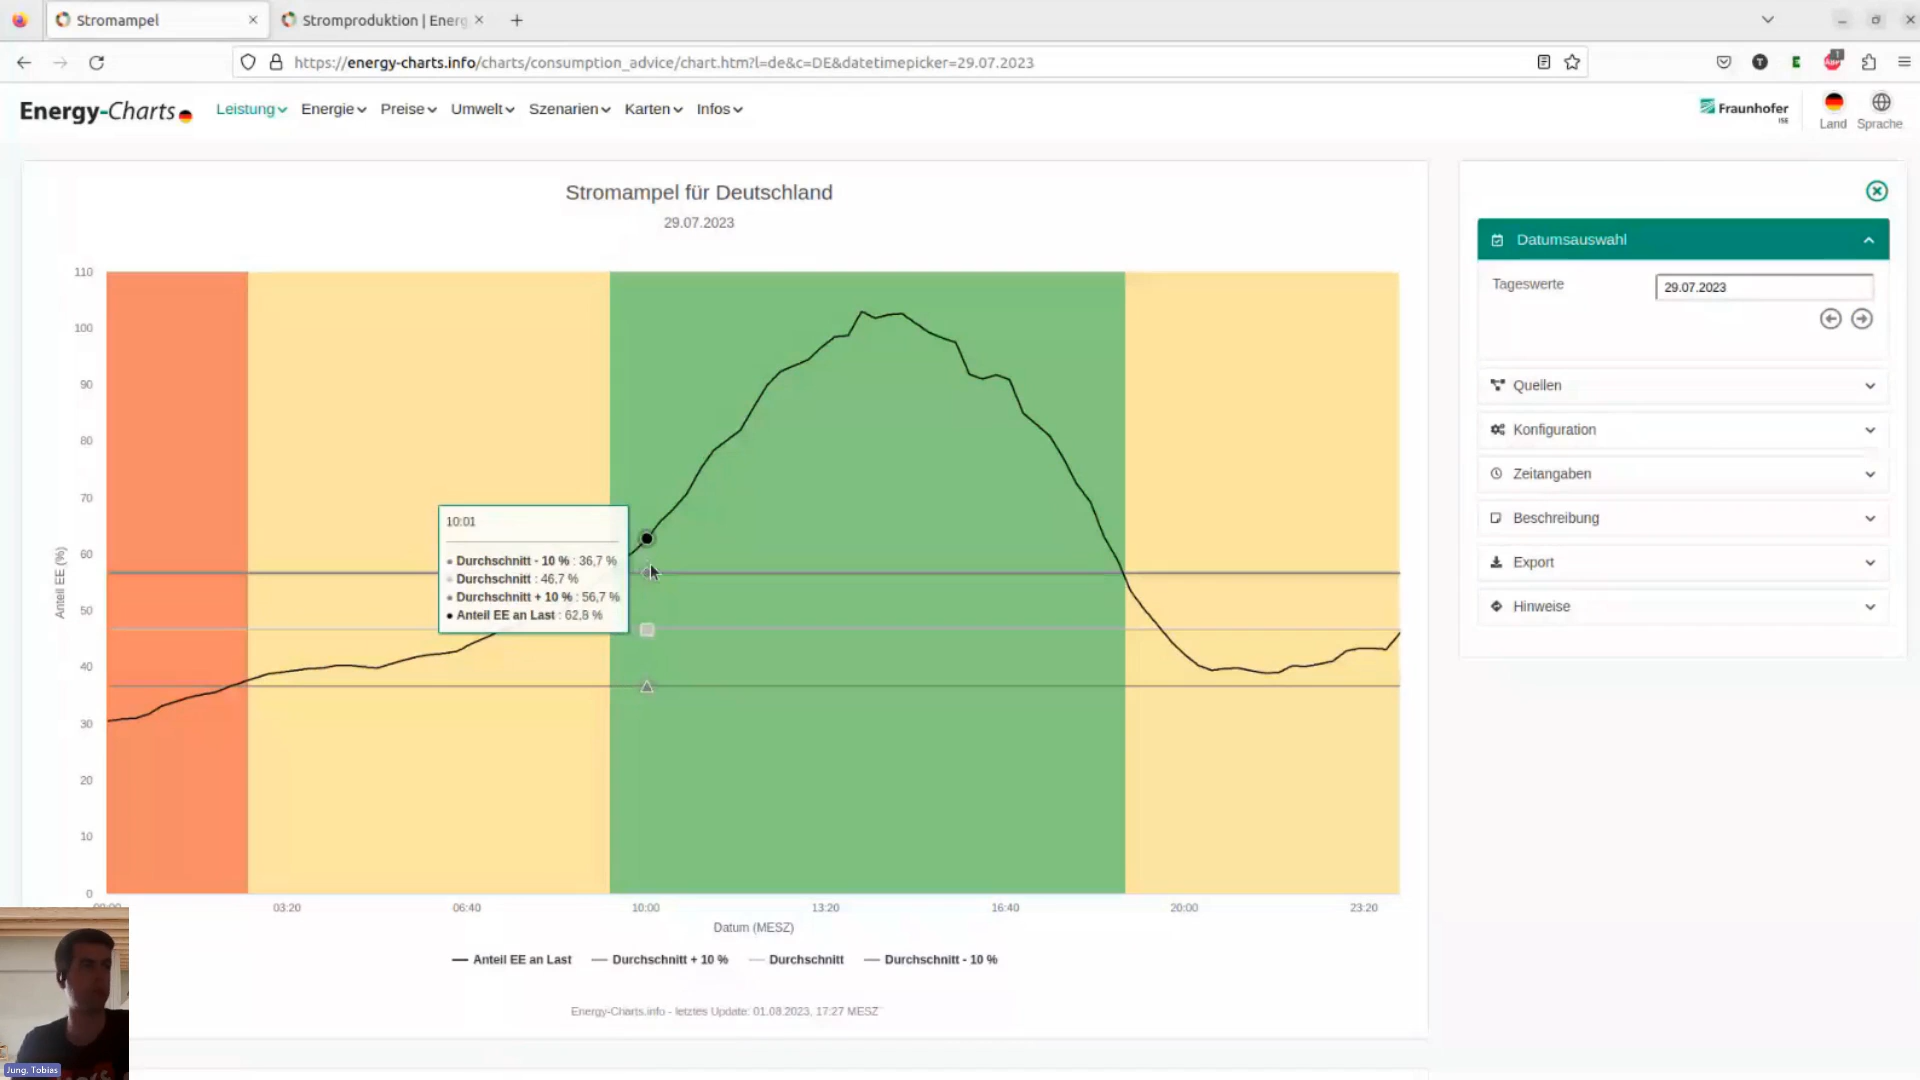 Stromampel
Stromproduktion | Energ
https://energy-charts.info/charts/consumption_advice/chart.htm?l=de&c=DE&datetimepicker=29.07.2023
Energy-Charts
Leistung Energie Preise Umwelt Szenarien Karten Infos
Fraunhofer
ISE
Land Sprache
Stromampel für Deutschland
29.07.2023
110
100
90
80
70
60
50
40
30
20
10
0
Anteil EE (%)
10:01
Durchschnitt - 10 % : 36,7 %
Durchschnitt : 46,7 %
Durchschnitt + 10 % : 56,7 %
Anteil EE an Last : 62,8 %
00:00 03:20 06:40 10:00 13:20 16:40 20:00 23:20
Datum (MESZ)
Anteil EE an Last Durchschnitt + 10 % Durchschnitt Durchschnitt - 10 %
Energy-Charts.info - letztes Update: 01.08.2023, 17:27 MESZ
Datumsauswahl
Tageswerte 29.07.2023
Quellen
Konfiguration
Zeitangaben
Beschreibung
Export
Hinweise
Jung, Tobias